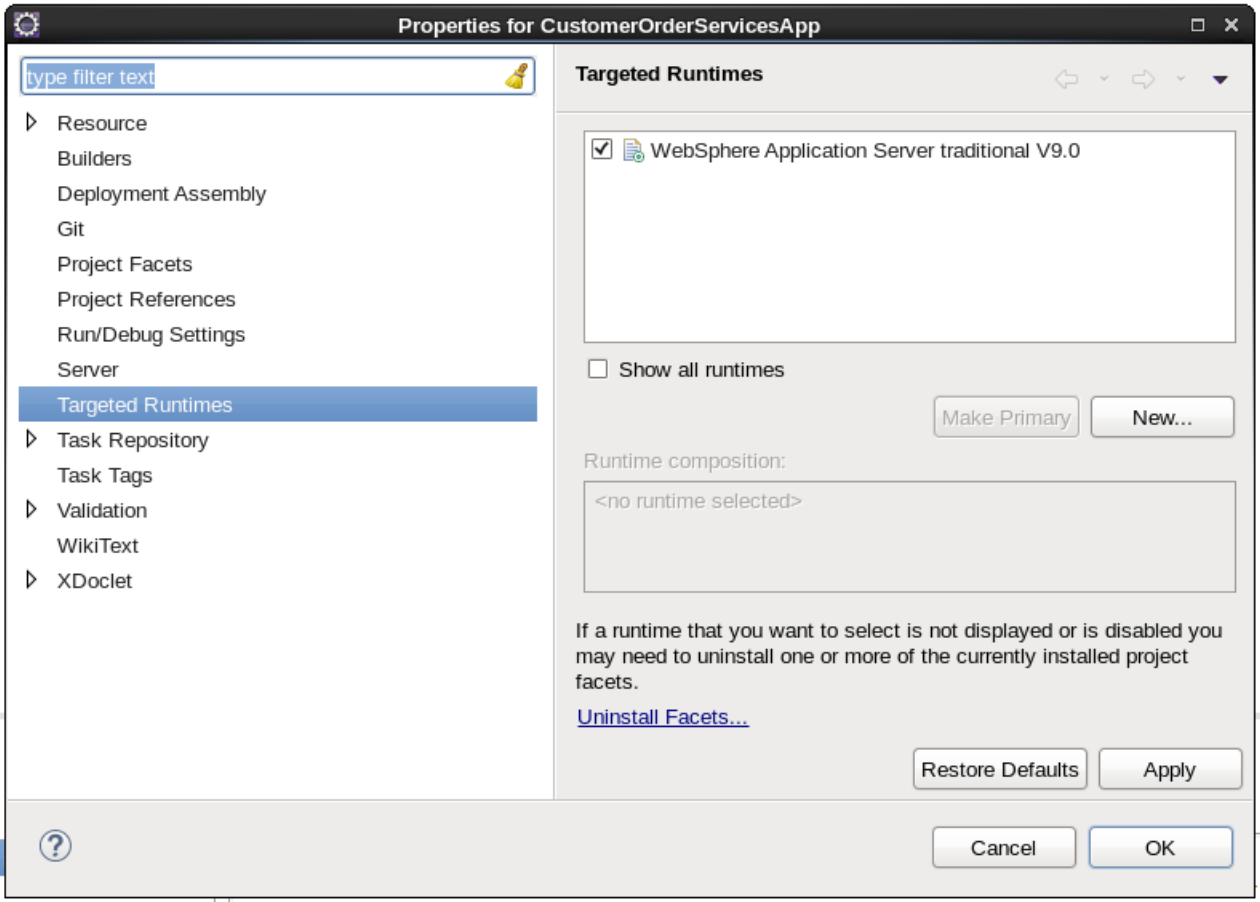 Properties for CustomerOrderServicesApp
type filter text
Resource
Builders
Deployment Assembly
Git
Project Facets
Project References
Run/Debug Settings
Server
Targeted Runtimes
Task Repository
Task Tags
Validation
WikiText
XDoclet
Targeted Runtimes
WebSphere Application Server traditional V9.0
Show all runtimes
Make Primary
New...
Runtime composition:
<no runtime selected>
If a runtime that you want to select is not displayed or is disabled you
may need to uninstall one or more of the currently installed project
facets.
Uninstall Facets...
Restore Defaults
Apply
?
Cancel
OK